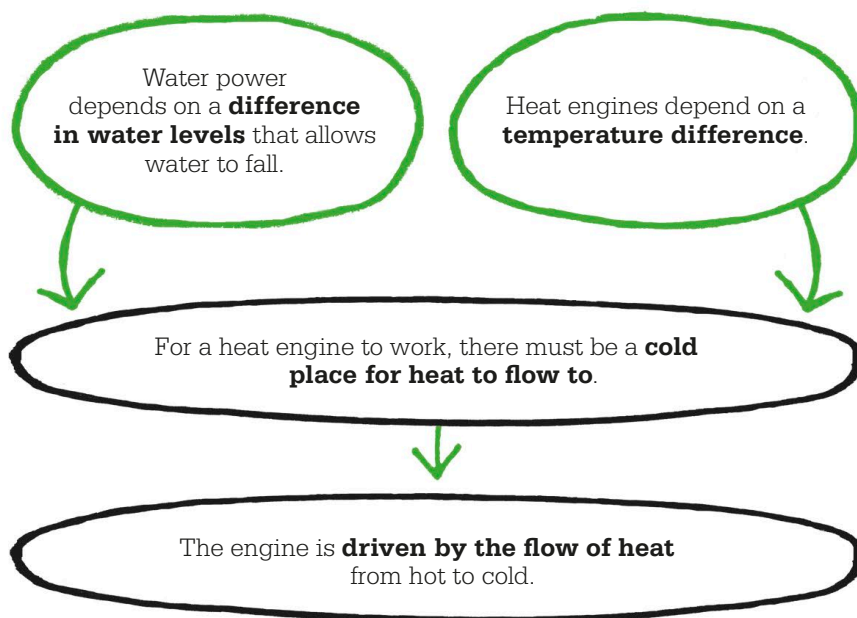 Water power
depends on a difference
in water levels that allows
water to fall.
Heat engines depend on a
temperature difference.
For a heat engine to work, there must be a cold
place for heat to flow to.
The engine is driven by the flow of heat
from hot to cold.